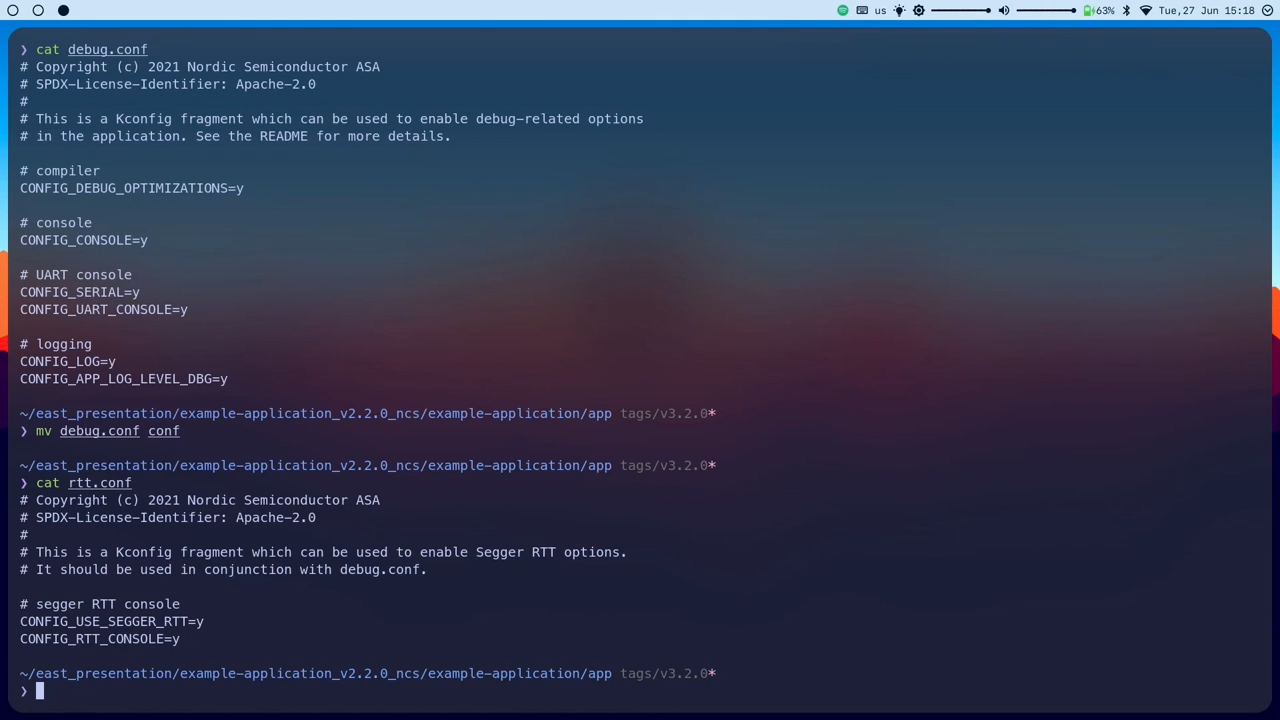 us 63% Tue,27 Jun 15:18
❯ cat debug.conf
# Copyright (c) 2021 Nordic Semiconductor ASA
# SPDX-License-Identifier: Apache-2.0
#
# This is a Kconfig fragment which can be used to enable debug-related options
# in the application. See the README for more details.
# compiler
CONFIG_DEBUG_OPTIMIZATIONS=y
# console
CONFIG_CONSOLE=y
# UART console
CONFIG_SERIAL=y
CONFIG_UART_CONSOLE=y
# logging
CONFIG_LOG=y
CONFIG_APP_LOG_LEVEL_DBG=y
~/east_presentation/example-application_v2.2.0_ncs/example-application/app tags/v3.2.0*
❯ mv debug.conf conf
~/east_presentation/example-application_v2.2.0_ncs/example-application/app tags/v3.2.0*
❯ cat rtt.conf
# Copyright (c) 2021 Nordic Semiconductor ASA
# SPDX-License-Identifier: Apache-2.0
#
# This is a Kconfig fragment which can be used to enable Segger RTT options.
# It should be used in conjunction with debug.conf.
# segger RTT console
CONFIG_USE_SEGGER_RTT=y
CONFIG_RTT_CONSOLE=y
~/east_presentation/example-application_v2.2.0_ncs/example-application/app tags/v3.2.0*
❯